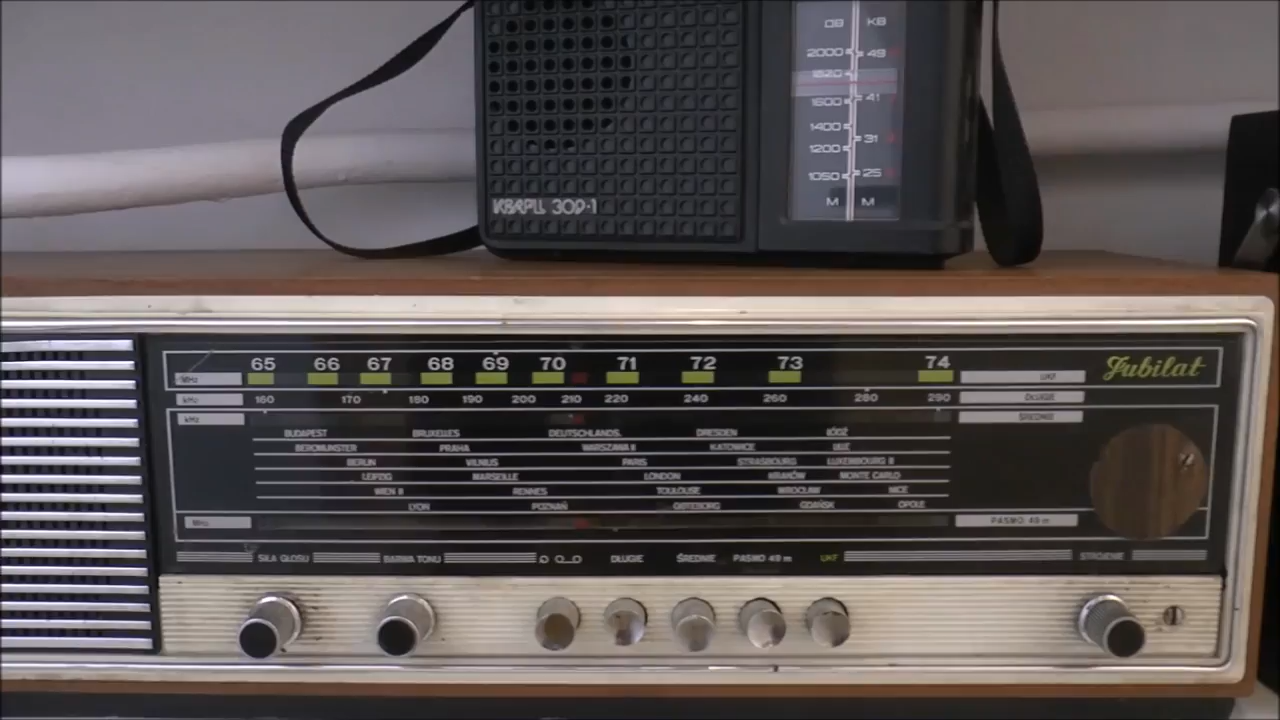 ДВ КВ
2000 49
1820
1600 41
1400
31
1200
1050 25
М М
КВАРЦ 309·1
65 66 67 68 69 70 71 72 73 74
MHz UKF
Jubilat
kHz 160 170 180 190 200 210 220 240 260 280 290 DŁUGIE
kHz ŚREDNIE
BUDAPEST BRUXELLES DEUTSCHLANDS. DRESDEN ŁÓDŹ
BEROMUNSTER PRAHA WARSZAWA II KATOWICE LILLE
BERLIN VILNIUS PARIS STRASBOURG LUXEMBOURG II
LEIPZIG MARSEILLE LONDON KRAKÓW MONTE CARLO
WIEN II RENNES TOULOUSE WROCŁAW NICE
LYON POZNAŃ GÖTEBORG GDAŃSK OPOLE
MHz PASMO 49 m
SIŁA GŁOSU BARWA TONU DŁUGIE ŚREDNIE PASMO 49 m UKF STROJENIE